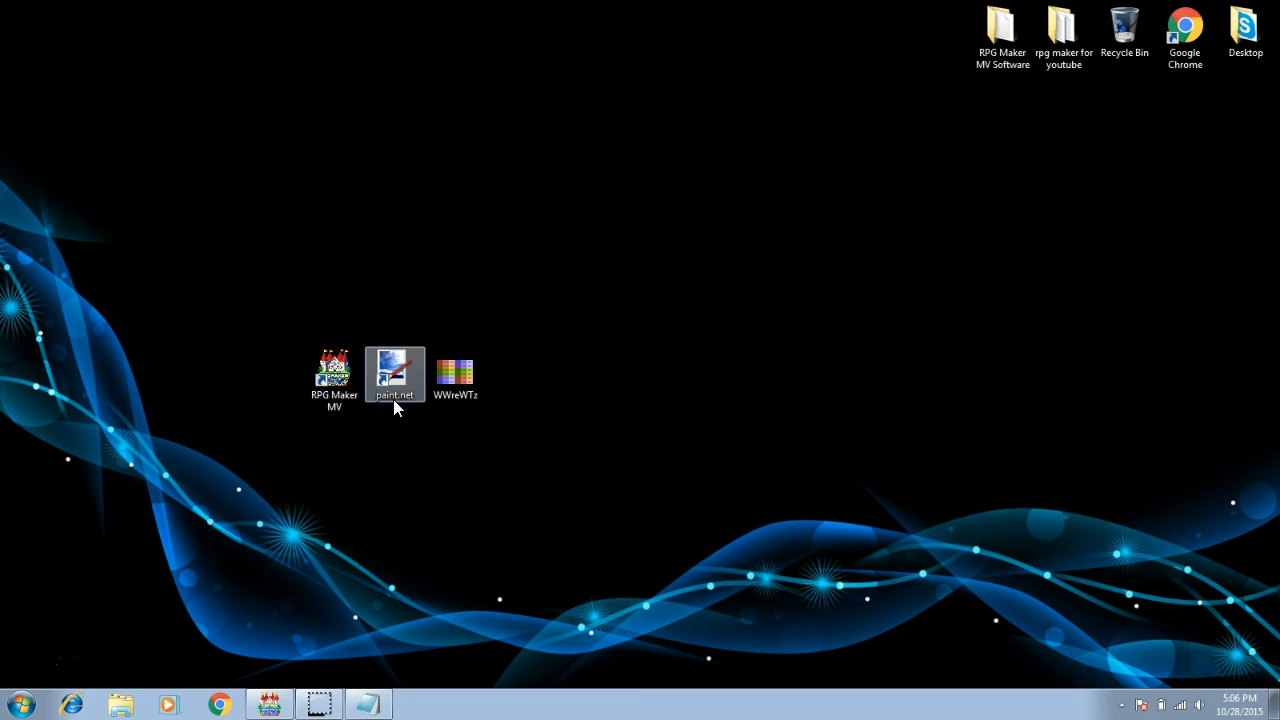 RPG Maker
MV Software
rpg maker for
youtube
Recycle Bin
Google
Chrome
Desktop
RPG Maker
MV
paint.net
WWreWTz
5:06 PM
10/28/2015